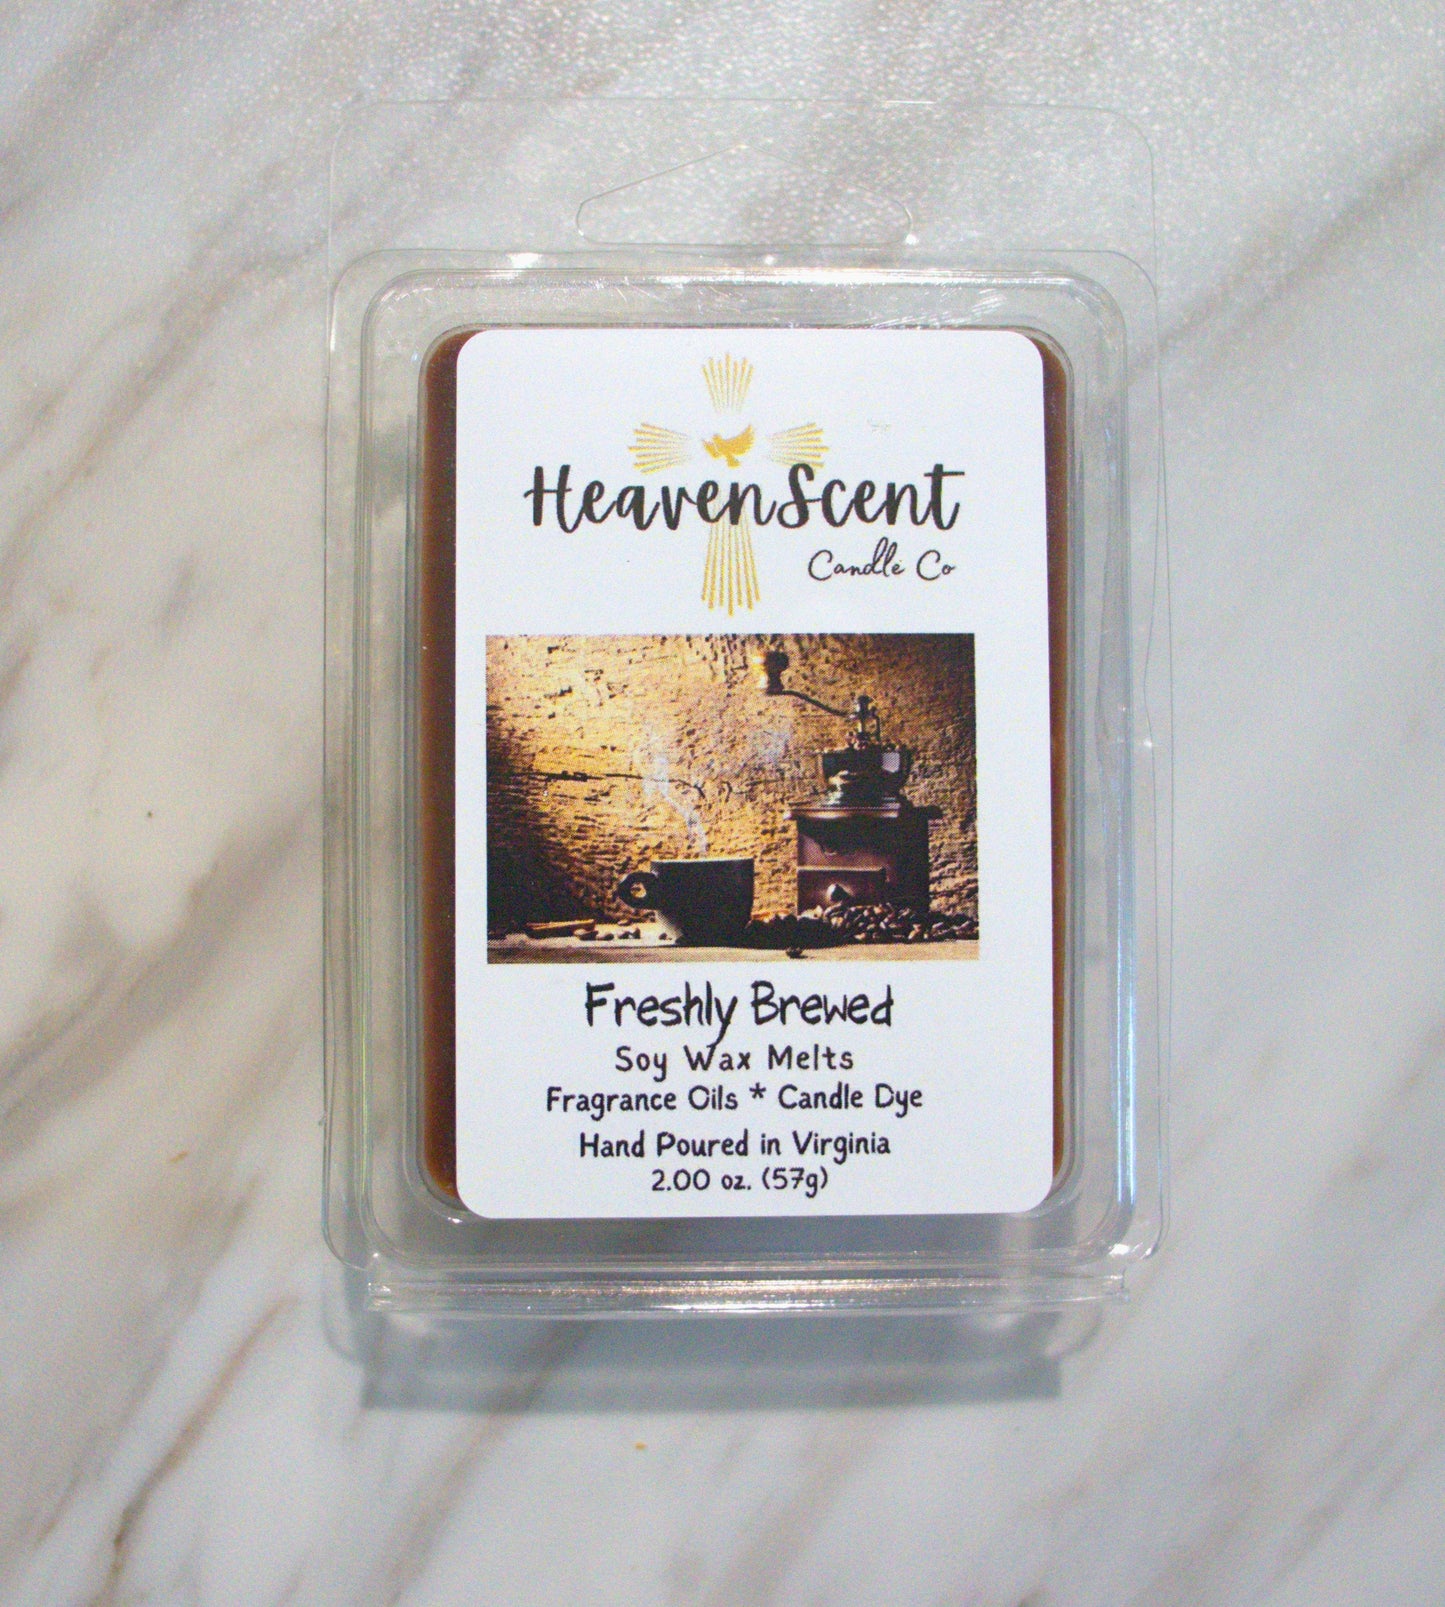 HeavenScent
Candle Co
Freshly Brewed
Soy Wax Melts
Fragrance Oils * Candle Dye
Hand Poured in Virginia
2.00 oz. (57g)